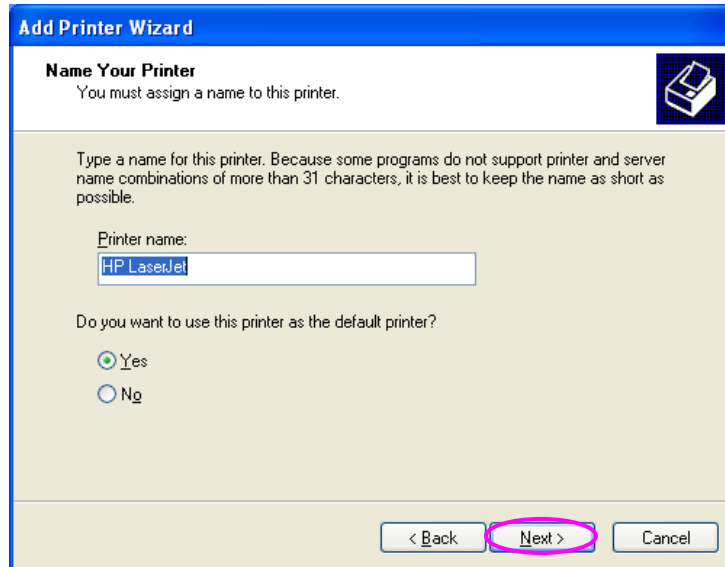 Add Printer Wizard
Name Your Printer
You must assign a name to this printer.
Type a name for this printer. Because some programs do not support printer and server
name combinations of more than 31 characters, it is best to keep the name as short as
possible.
Printer name:
HP LaserJet
Do you want to use this printer as the default printer?
Yes
No
< Back Next > Cancel